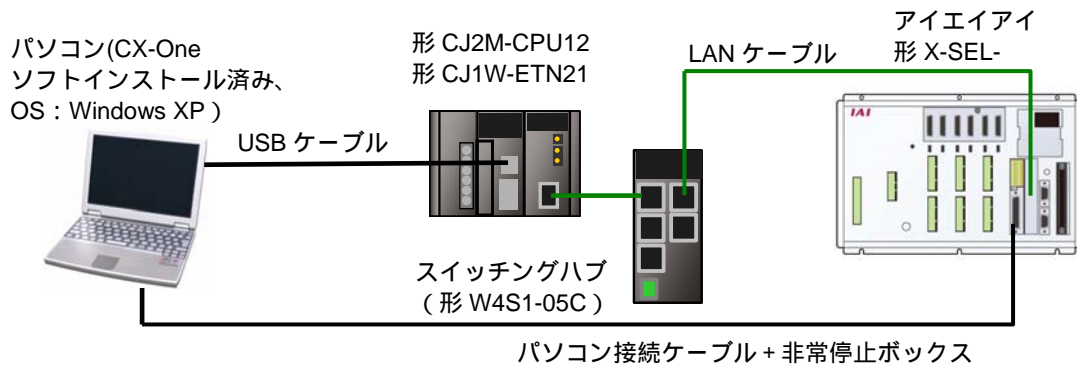 パソコン(CX-One
ソフトインストール済み、
OS：Windows XP）
USB ケーブル
形 CJ2M-CPU12
形 CJ1W-ETN21
LAN ケーブル
アイエイアイ
形 X-SEL-
IAI
スイッチングハブ
（形 W4S1-05C）
パソコン接続ケーブル + 非常停止ボックス